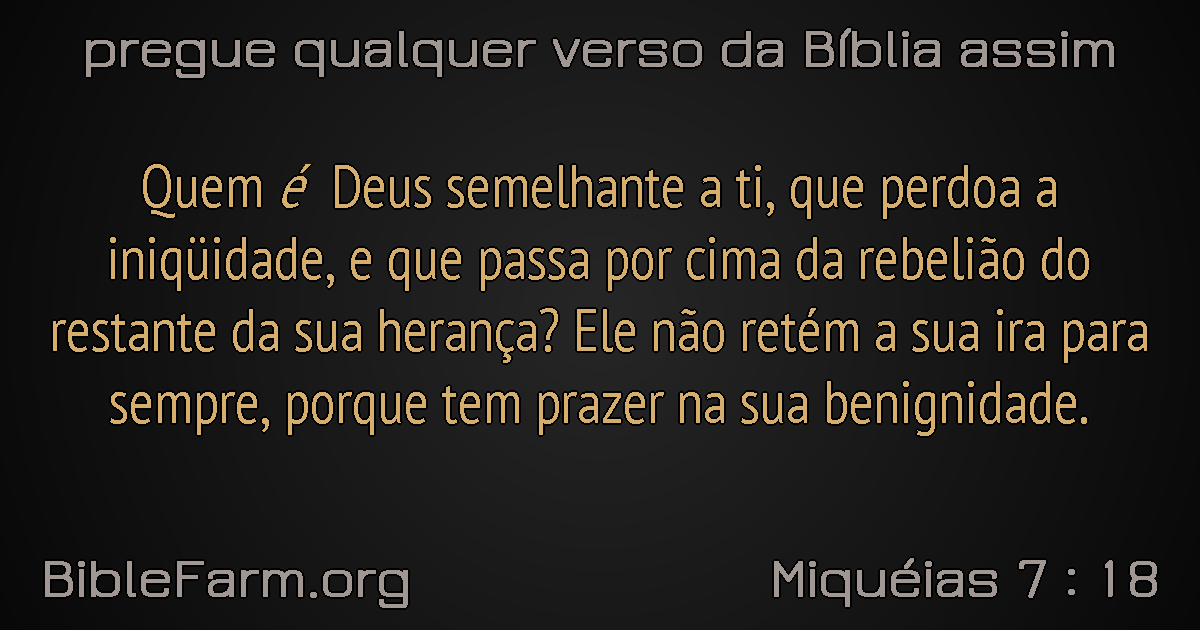 pregue qualquer verso da Bíblia assim
Quem é Deus semelhante a ti, que perdoa a
iniqüidade, e que passa por cima da rebelião do
restante da sua herança? Ele não retém a sua ira para
sempre, porque tem prazer na sua benignidade.
BibleFarm.org
Miquéias 7 : 18